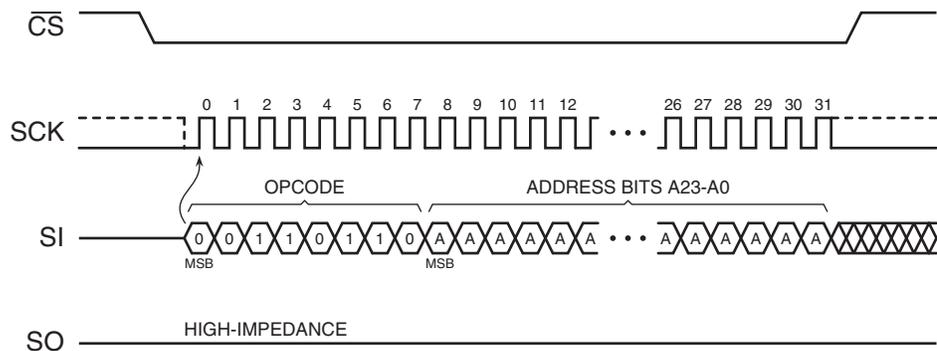 CS
0 1 2 3 4 5 6 7 8 9 10 11 12 26 27 28 29 30 31
SCK
OPCODE ADDRESS BITS A23-A0
SI 0 0 1 1 0 1 1 0 A A A A A A A A A A A A
MSB MSB
HIGH-IMPEDANCE
SO